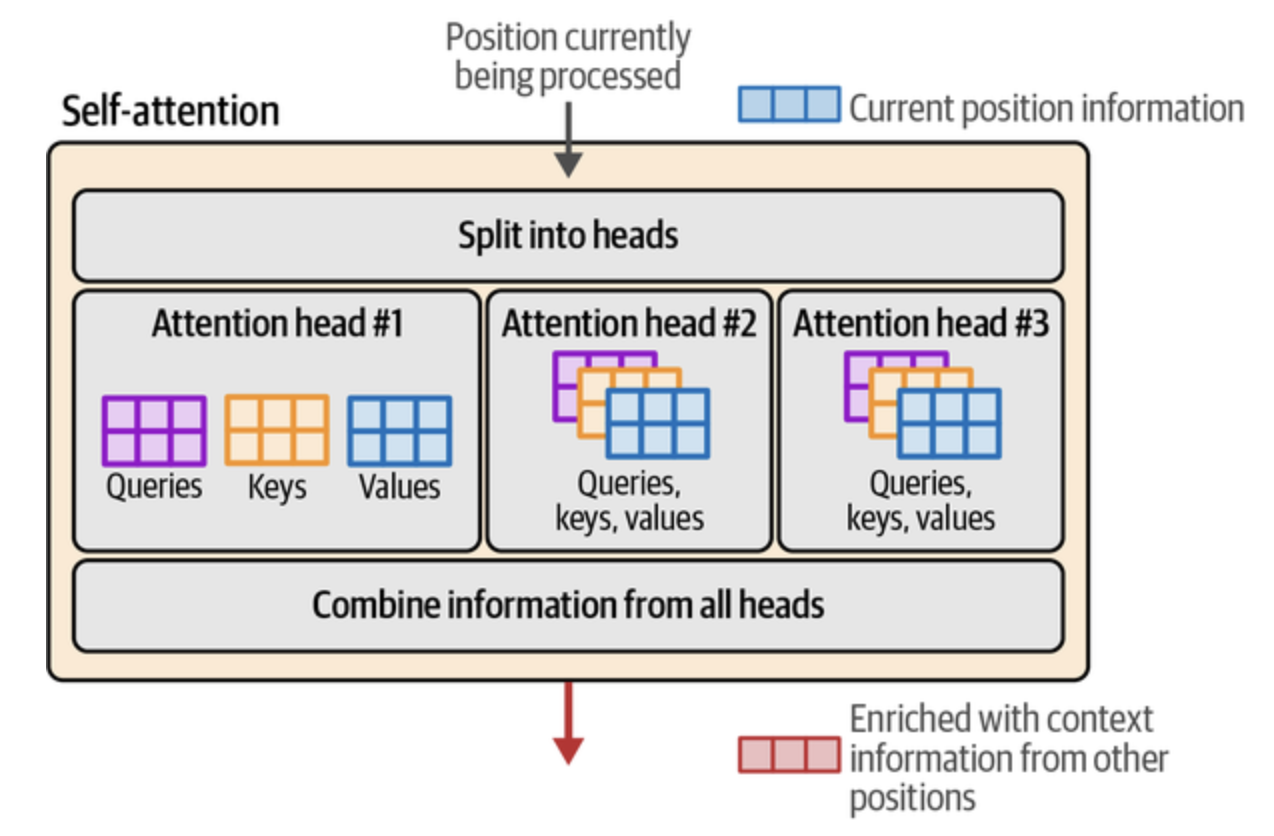 Position currently
being processed
Self-attention
Current position information
Split into heads
Attention head #1
Attention head #2
Attention head #3
Queries
Keys
Values
Queries,
keys, values
Queries,
keys, values
Combine information from all heads
Enriched with context
information from other
positions